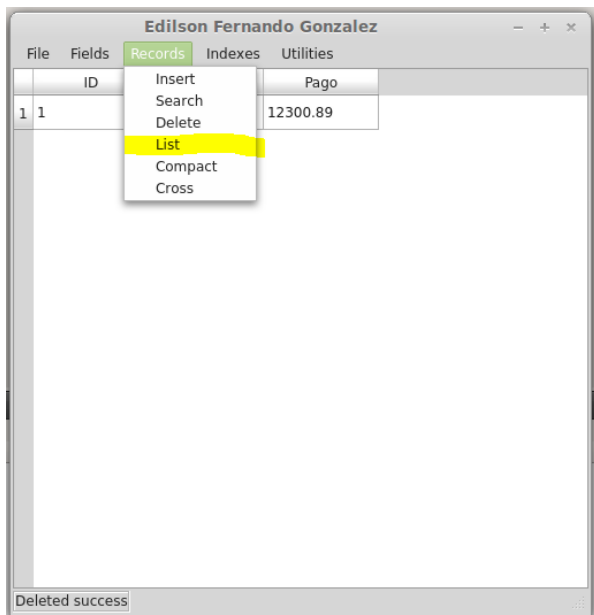 Edilson Fernando Gonzalez
File Fields Records Indexes Utilities
ID Pago
1 1 12300.89
Insert
Search
Delete
List
Compact
Cross
Deleted success